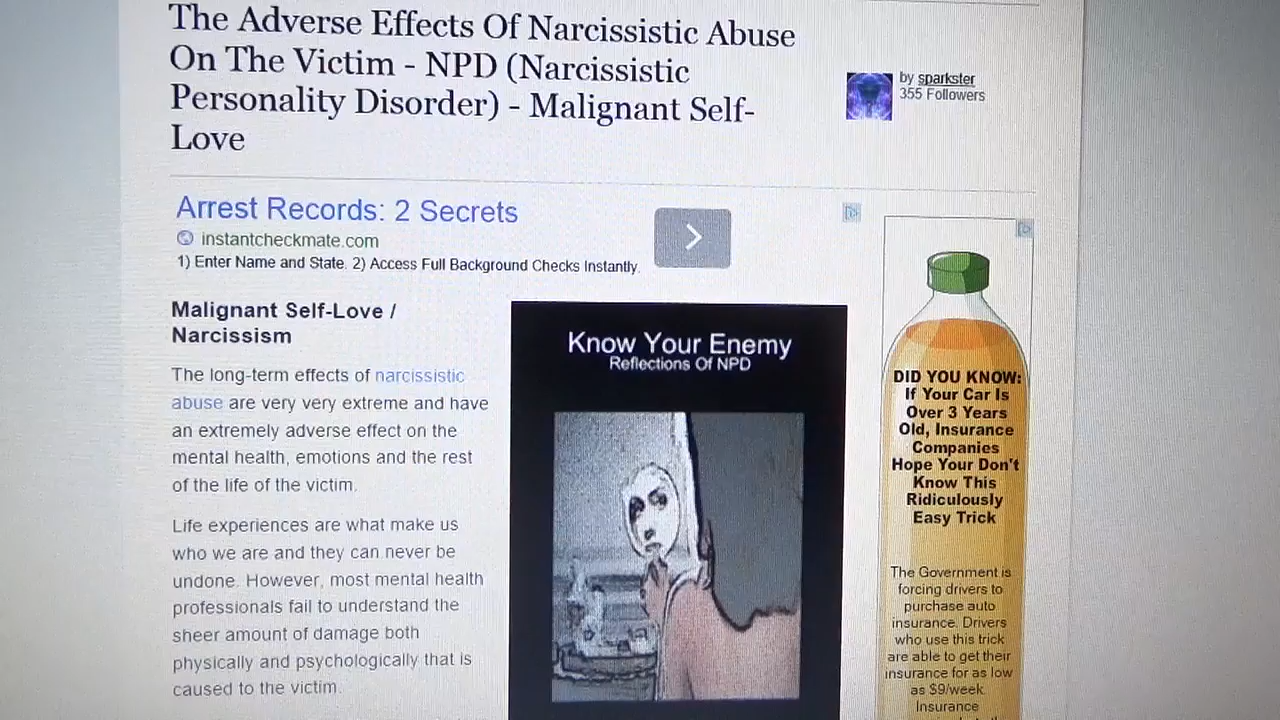 The Adverse Effects Of Narcissistic Abuse
On The Victim - NPD (Narcissistic
Personality Disorder) - Malignant Self-
Love
by sparkster
355 Followers
Arrest Records: 2 Secrets
instantcheckmate.com
1) Enter Name and State. 2) Access Full Background Checks Instantly.
Malignant Self-Love /
Narcissism
The long-term effects of narcissistic
abuse are very very extreme and have
an extremely adverse effect on the
mental health, emotions and the rest
of the life of the victim.
Life experiences are what make us
who we are and they can never be
undone. However, most mental health
professionals fail to understand the
sheer amount of damage both
physically and psychologically that is
caused to the victim.
Know Your Enemy
Reflections Of NPD
DID YOU KNOW:
If Your Car Is
Over 3 Years
Old, Insurance
Companies
Hope Your Don't
Know This
Ridiculously
Easy Trick
The Government is
forcing drivers to
purchase auto
insurance. Drivers
who use this trick
are able to get their
insurance for as low
as $9/week.
Insurance